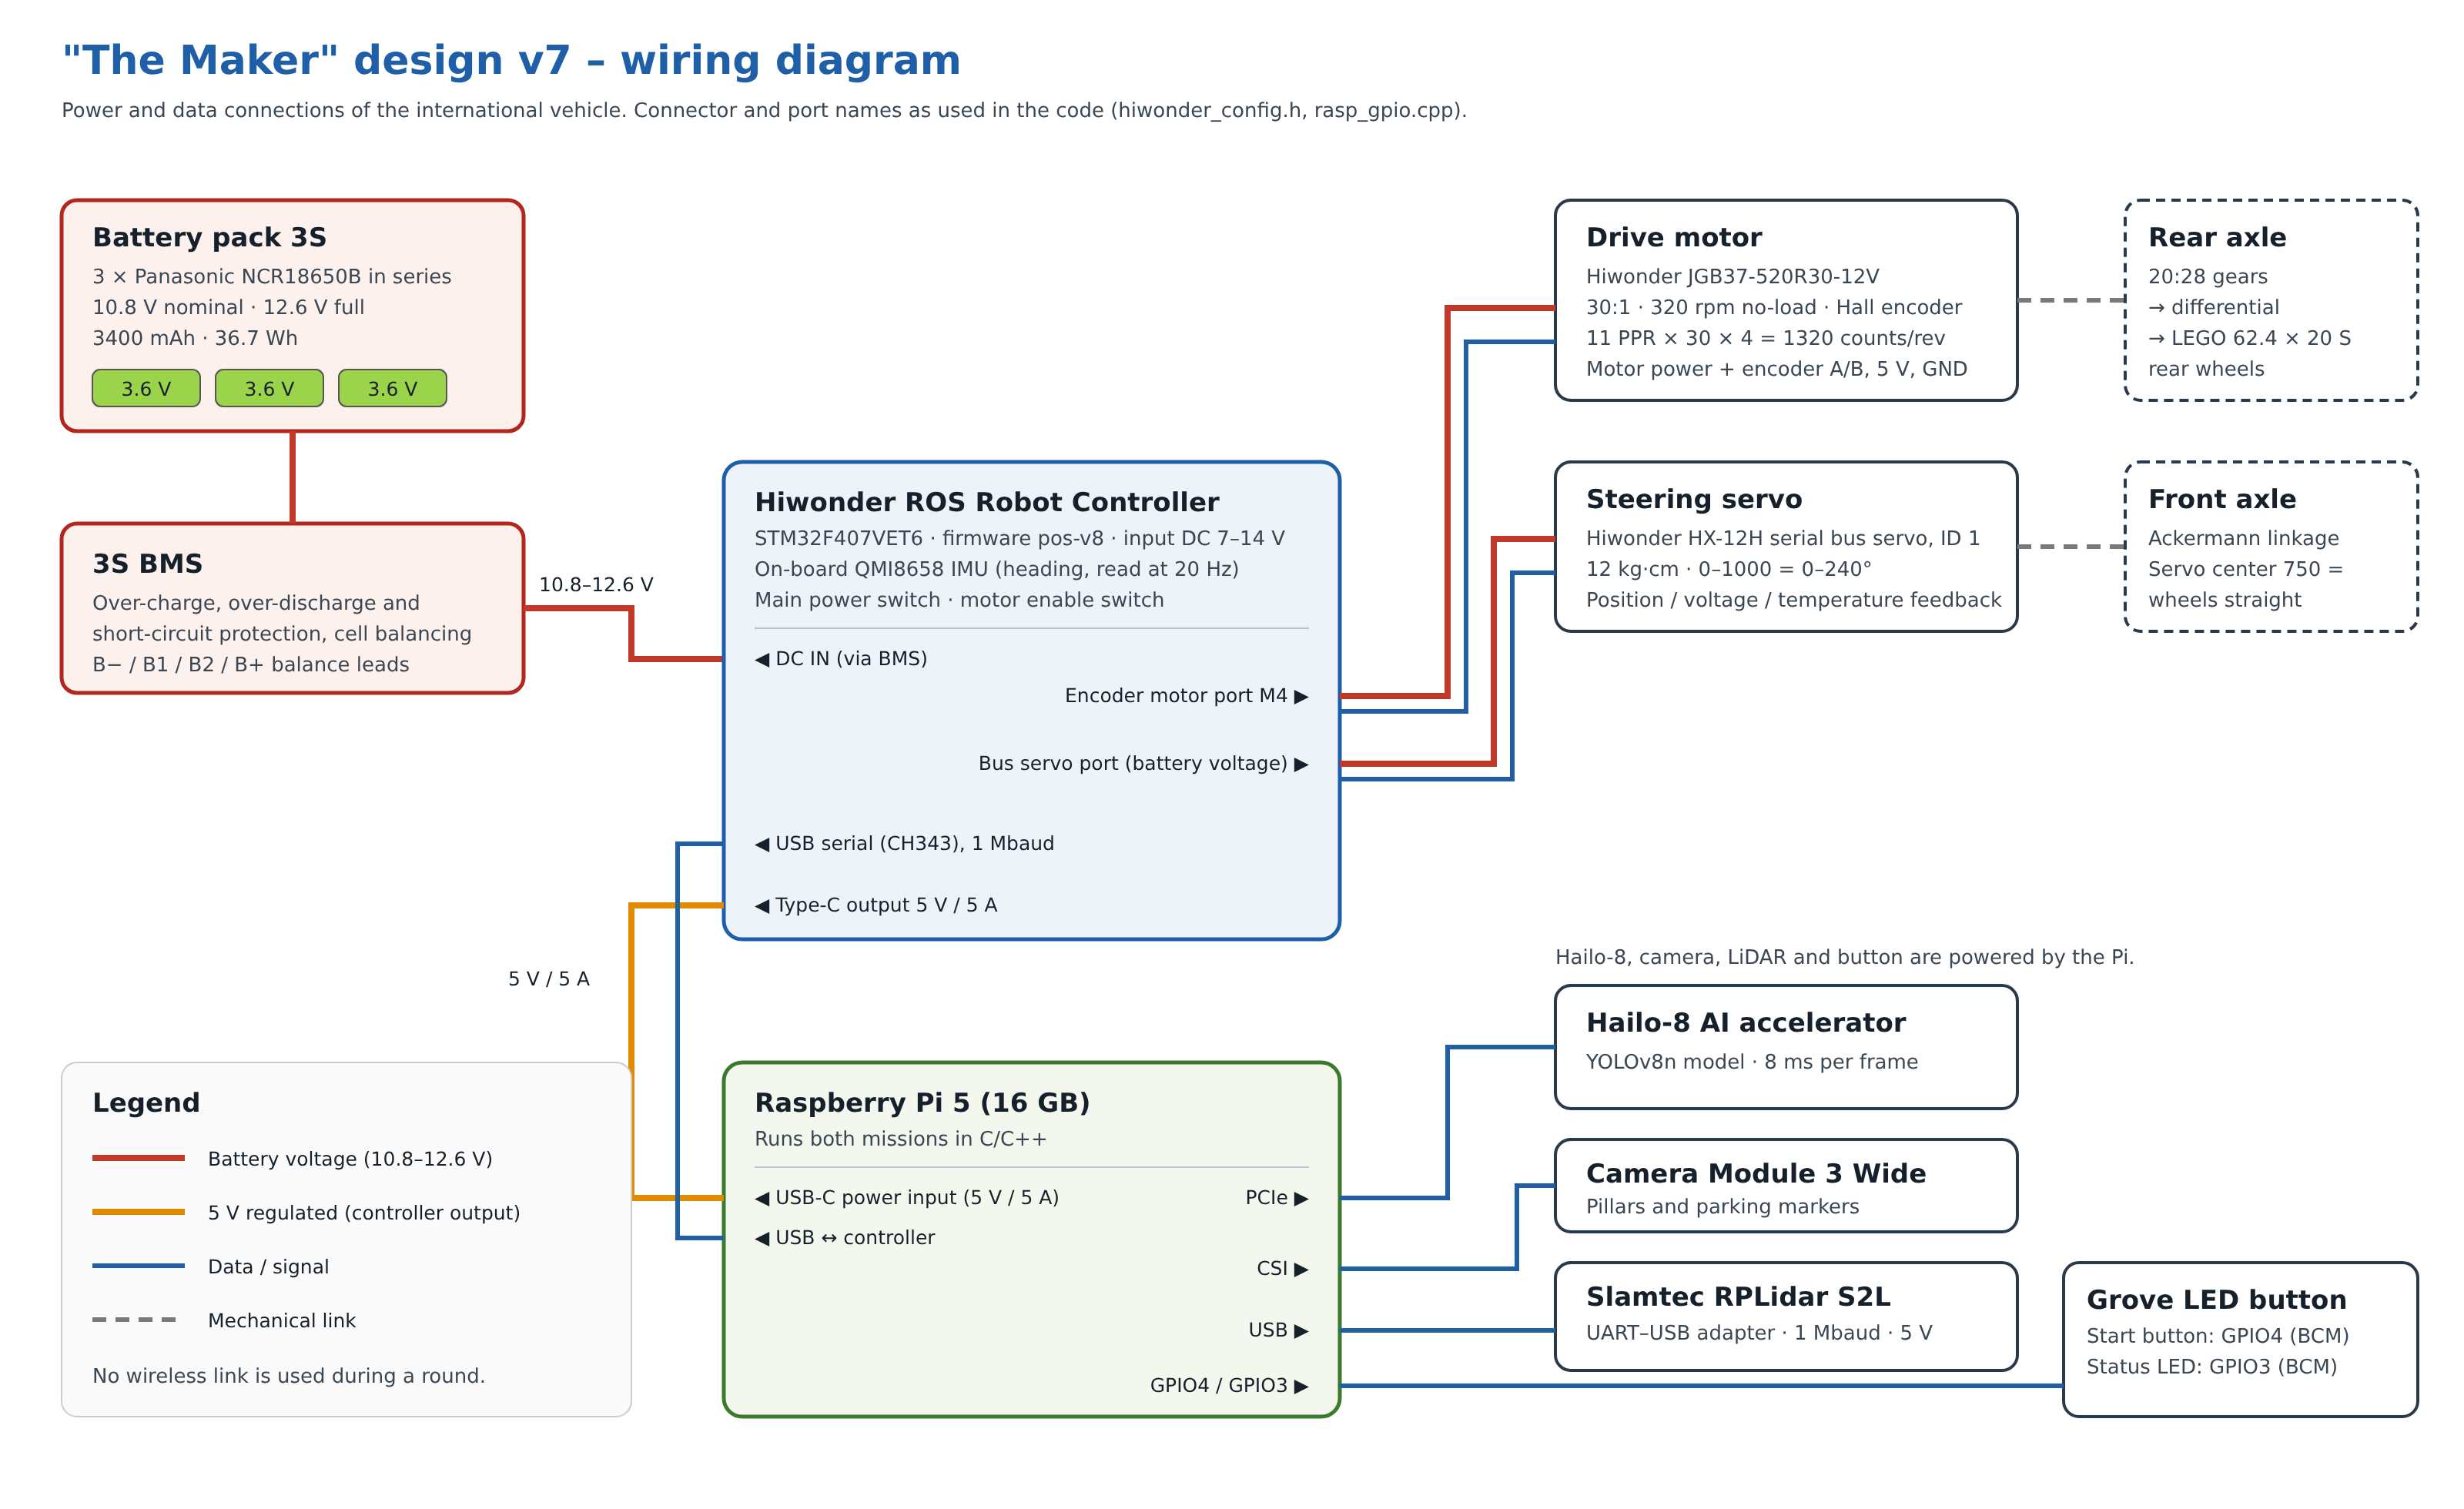 "The Maker" design v7 – wiring diagram
Power and data connections of the international vehicle. Connector and port names as used in the code (hiwonder_config.h, rasp_gpio.cpp).
Battery pack 3S
3 × Panasonic NCR18650B in series
10.8 V nominal · 12.6 V full
3400 mAh · 36.7 Wh
3.6 V 3.6 V 3.6 V
3S BMS
Over-charge, over-discharge and
short-circuit protection, cell balancing
B− / B1 / B2 / B+ balance leads
10.8–12.6 V
Hiwonder ROS Robot Controller
STM32F407VET6 · firmware pos-v8 · input DC 7–14 V
On-board QMI8658 IMU (heading, read at 20 Hz)
Main power switch · motor enable switch
◀ DC IN (via BMS)
Encoder motor port M4 ▶
Bus servo port (battery voltage) ▶
◀ USB serial (CH343), 1 Mbaud
◀ Type-C output 5 V / 5 A
Drive motor
Hiwonder JGB37-520R30-12V
30:1 · 320 rpm no-load · Hall encoder
11 PPR × 30 × 4 = 1320 counts/rev
Motor power + encoder A/B, 5 V, GND
Rear axle
20:28 gears
→ differential
→ LEGO 62.4 × 20 S
rear wheels
Steering servo
Hiwonder HX-12H serial bus servo, ID 1
12 kg·cm · 0–1000 = 0–240°
Position / voltage / temperature feedback
Front axle
Ackermann linkage
Servo center 750 =
wheels straight
5 V / 5 A
Legend
Battery voltage (10.8–12.6 V)
5 V regulated (controller output)
Data / signal
Mechanical link
No wireless link is used during a round.
Raspberry Pi 5 (16 GB)
Runs both missions in C/C++
◀ USB-C power input (5 V / 5 A)
PCIe ▶
◀ USB ↔ controller
CSI ▶
USB ▶
GPIO4 / GPIO3 ▶
Hailo-8, camera, LiDAR and button are powered by the Pi.
Hailo-8 AI accelerator
YOLOv8n model · 8 ms per frame
Camera Module 3 Wide
Pillars and parking markers
Slamtec RPLidar S2L
UART–USB adapter · 1 Mbaud · 5 V
Grove LED button
Start button: GPIO4 (BCM)
Status LED: GPIO3 (BCM)